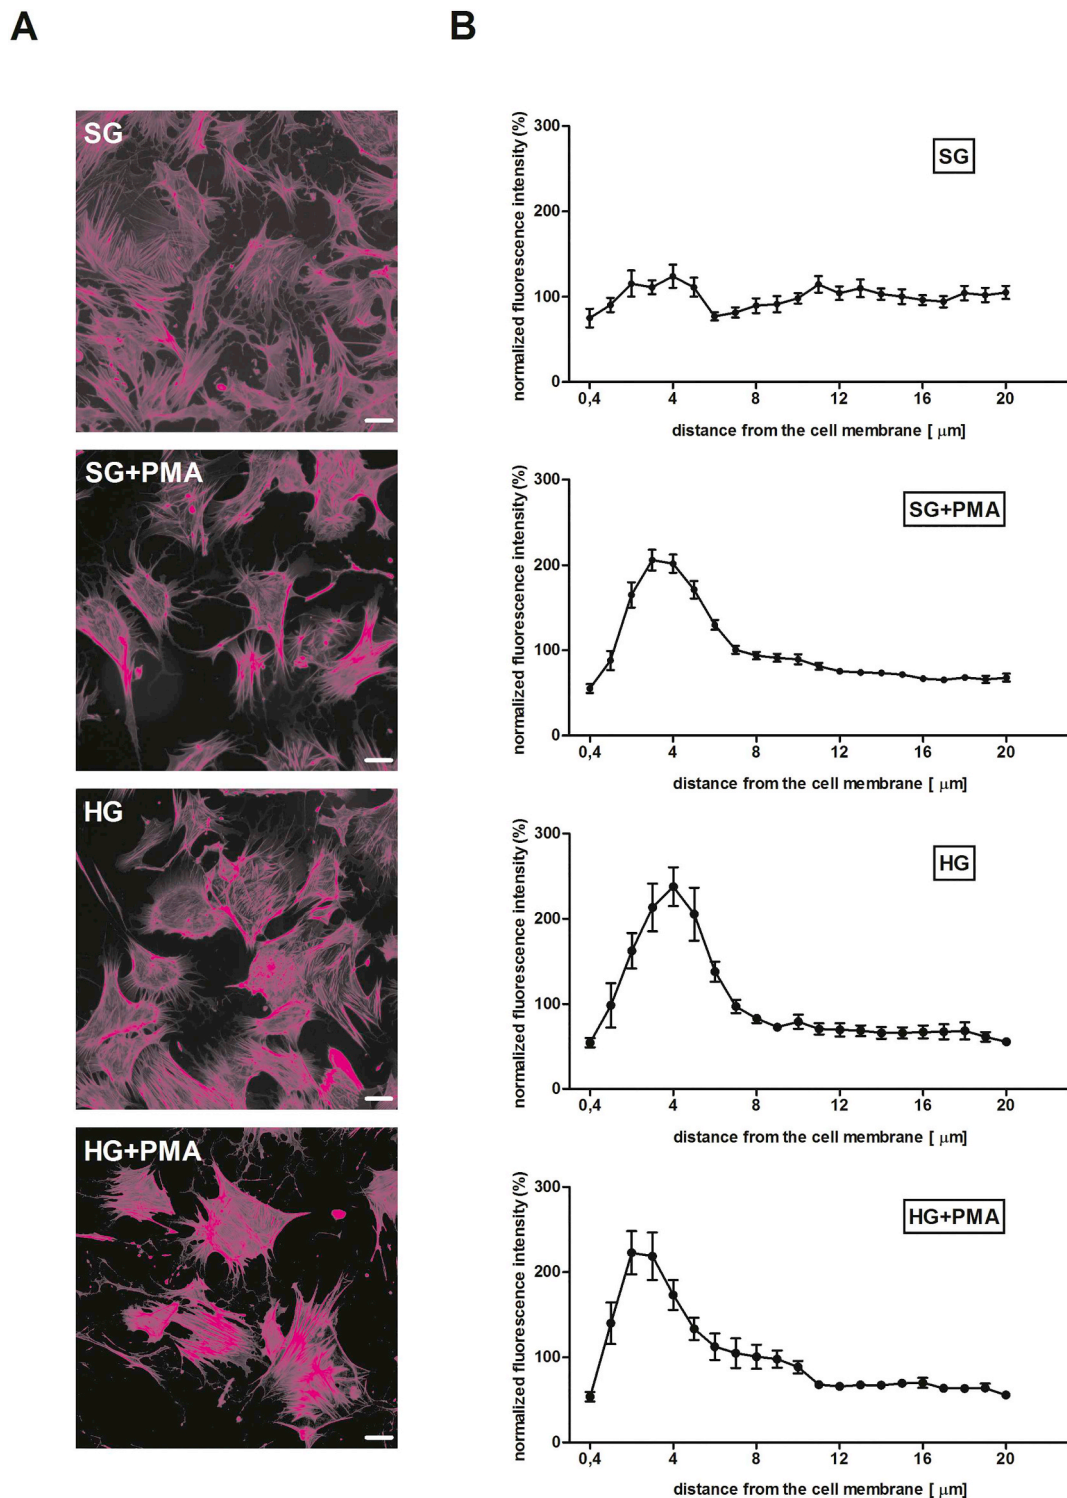 A
B
SG
SG+PMA
HG
HG+PMA
300
200
100
0
normalized fluorescence intensity (%)
SG
0,4 4 8 12 16 20
distance from the cell membrane [ μm]
300
200
100
0
normalized fluorescence intensity (%)
SG+PMA
0,4 4 8 12 16 20
distance from the cell membrane [ μm]
300
200
100
0
normalized fluorescence intensity (%)
HG
0,4 4 8 12 16 20
distance from the cell membrane [ μm]
300
200
100
0
normalized fluorescence intensity (%)
HG+PMA
0,4 4 8 12 16 20
distance from the cell membrane [ μm]